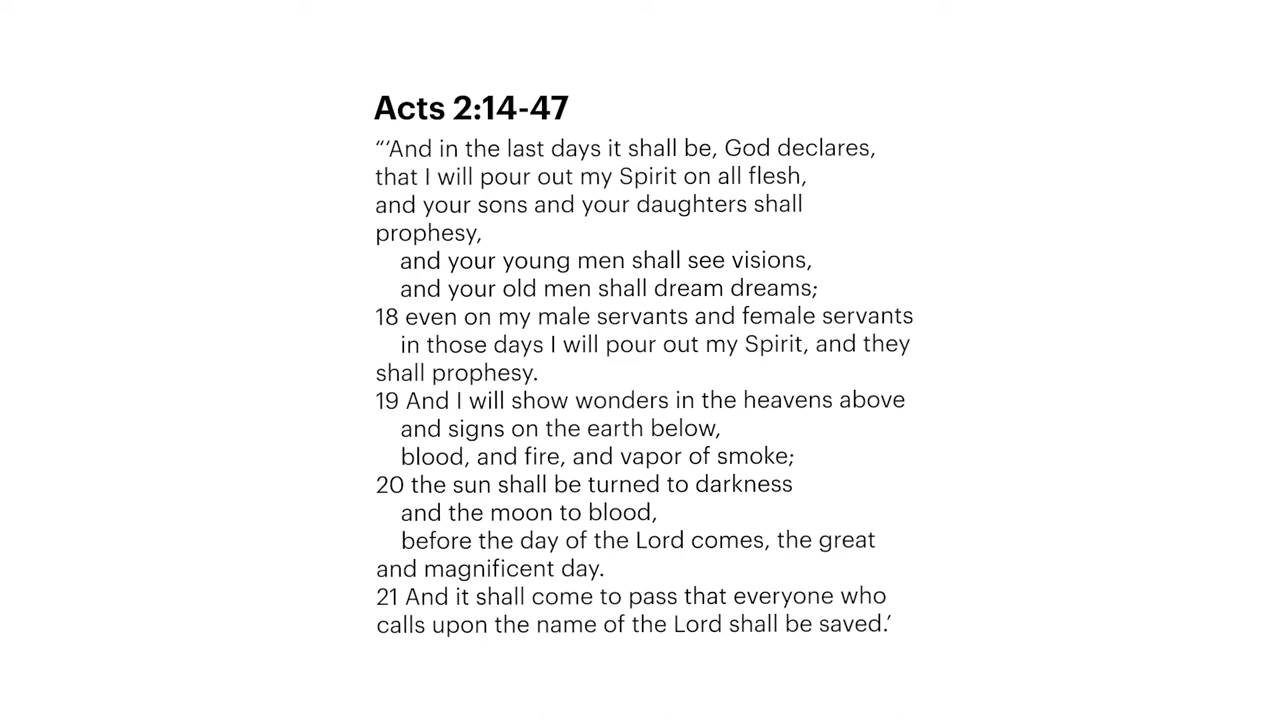 Acts 2:14-47
“‘And in the last days it shall be, God declares,
that I will pour out my Spirit on all flesh,
and your sons and your daughters shall
prophesy,
and your young men shall see visions,
and your old men shall dream dreams;
18 even on my male servants and female servants
in those days I will pour out my Spirit, and they
shall prophesy.
19 And I will show wonders in the heavens above
and signs on the earth below,
blood, and fire, and vapor of smoke;
20 the sun shall be turned to darkness
and the moon to blood,
before the day of the Lord comes, the great
and magnificent day.
21 And it shall come to pass that everyone who
calls upon the name of the Lord shall be saved.’